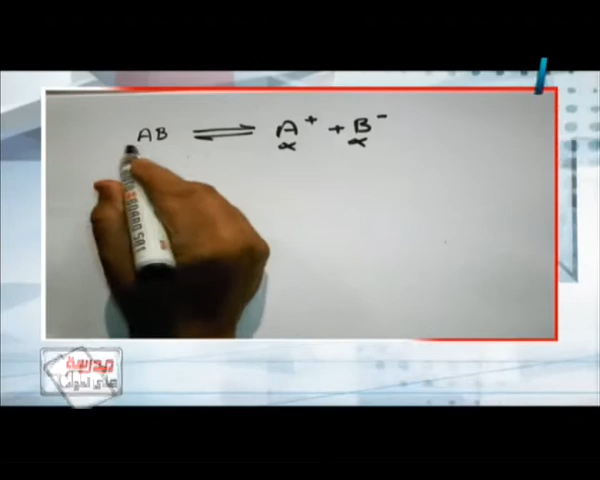 AB ⇌ A⁺ + B⁻
α α
مدرسة
على الهواء